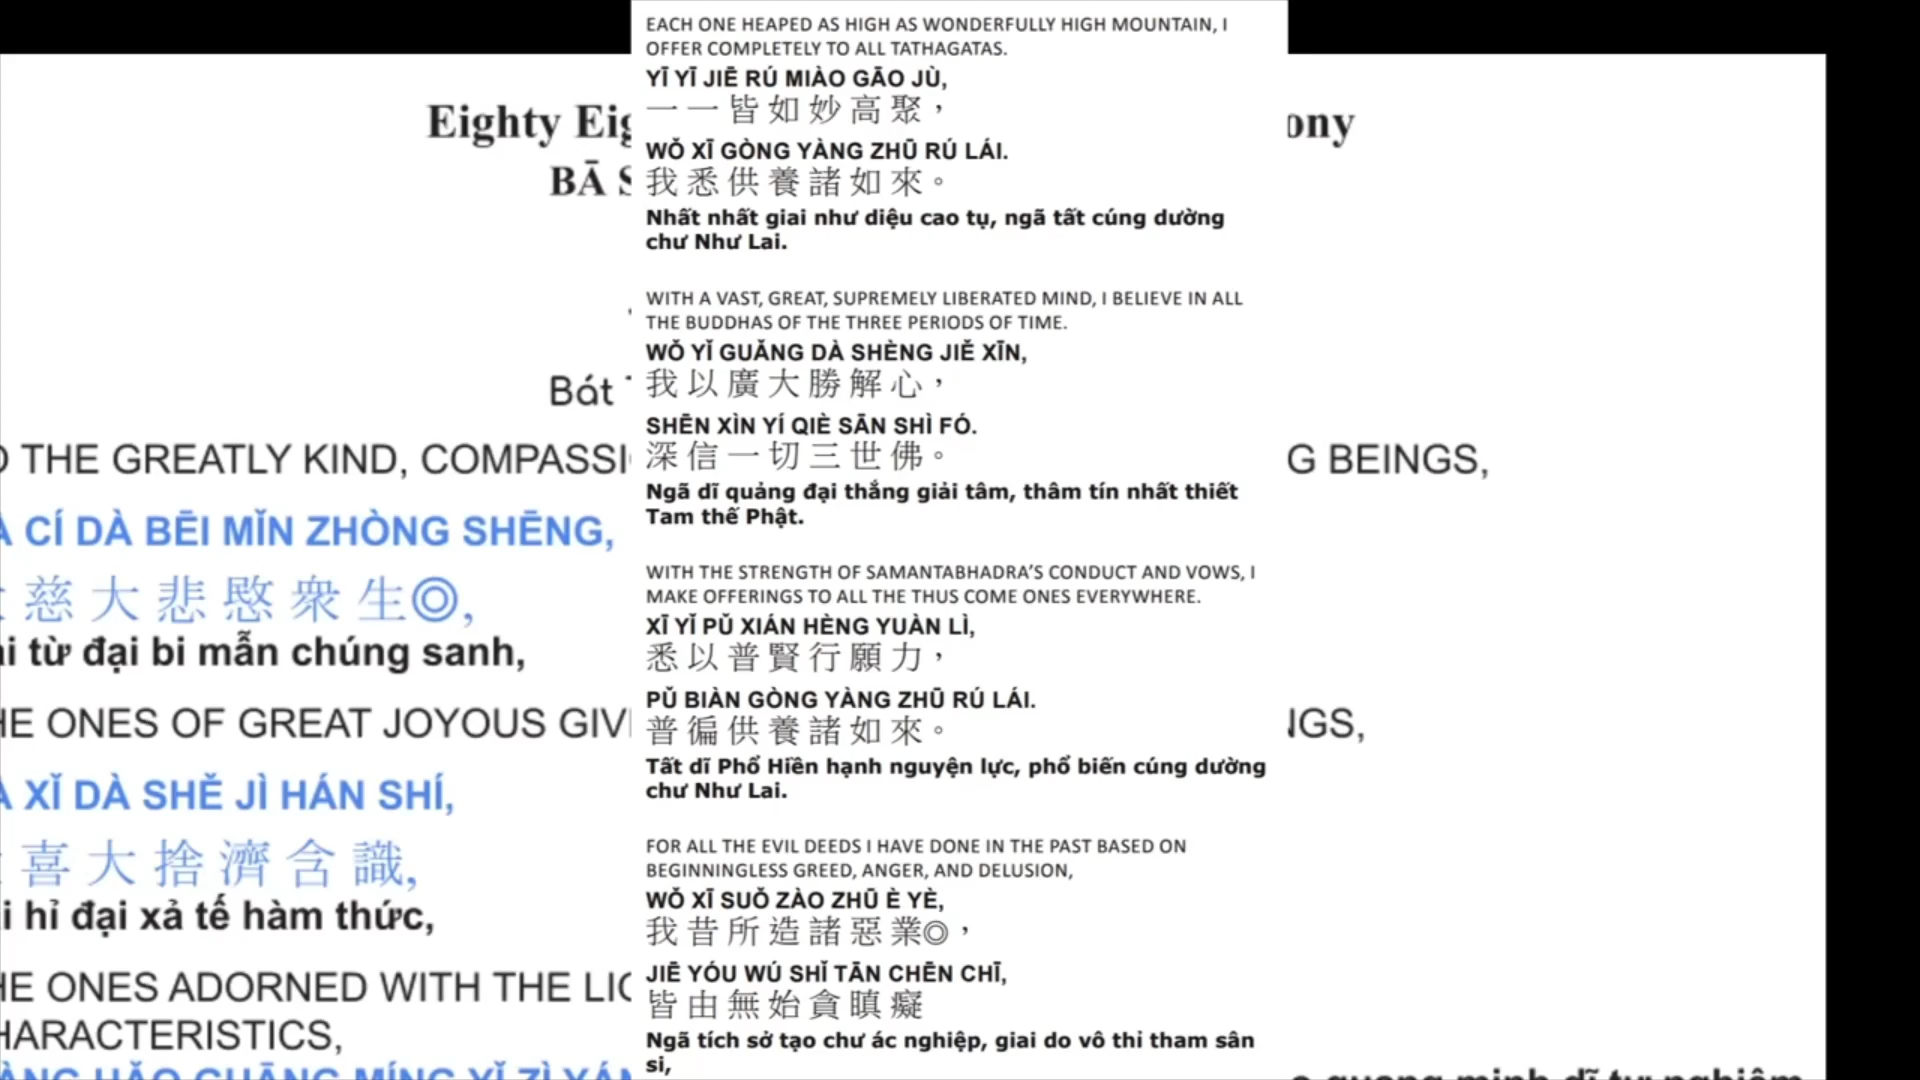 Eighty
ony
BĀ
Bát
THE GREATLY KIND,
G BEINGS,
CÍ DÀ BĒI MǏN ZHÒNG SHĒNG,
慈 大 悲 愍 衆 生◎,
từ đại bi mẫn chúng sanh,
ONES OF GREAT JOYOUS
XǏ DÀ SHĚ JÌ HÁN SHÍ,
喜 大 捨 濟 含 識,
hỉ đại xả tế hàm thức,
ONES ADORNED WITH THE
HARACTERISTICS,
HǍO GUĀNG MÍNG YǏ ZÌ
quang minh dĩ tự nghiêm
EACH ONE HEAPED AS HIGH AS WONDERFULLY HIGH MOUNTAIN, I
OFFER COMPLETELY TO ALL TATHAGATAS.
YĪ YĪ JIĒ RÚ MIÀO GĀO JÙ,
一 一 皆 如 妙 高 聚，
WǑ XĪ GÒNG YÀNG ZHŪ RÚ LÁI.
我 悉 供 養 諸 如 來。
Nhất nhất giai như diệu cao tụ, ngã tất cúng dường
chư Như Lai.
WITH A VAST, GREAT, SUPREMELY LIBERATED MIND, I BELIEVE IN ALL
THE BUDDHAS OF THE THREE PERIODS OF TIME.
WǑ YǏ GUǍNG DÀ SHÈNG JIĚ XĪN,
我 以 廣 大 勝 解 心，
SHĒN XÌN YÍ QIÈ SĀN SHÌ FÓ.
深 信 一 切 三 世 佛。
Ngã dĩ quảng đại thắng giải tâm, thâm tín nhất thiết
Tam thế Phật.
WITH THE STRENGTH OF SAMANTABHADRA’S CONDUCT AND VOWS, I
MAKE OFFERINGS TO ALL THE THUS COME ONES EVERYWHERE.
XĪ YǏ PǓ XIÁN HÈNG YUÀN LÌ,
悉 以 普 賢 行 願 力，
PǓ BIÀN GÒNG YÀNG ZHŪ RÚ LÁI.
普 徧 供 養 諸 如 來。
Tất dĩ Phổ Hiền hạnh nguyện lực, phổ biến cúng dường
chư Như Lai.
FOR ALL THE EVIL DEEDS I HAVE DONE IN THE PAST BASED ON
BEGINNINGLESS GREED, ANGER, AND DELUSION,
WǑ XĪ SUǑ ZÀO ZHŪ È YÈ,
我 昔 所 造 諸 惡 業◎，
JIĒ YÓU WÚ SHǏ TĀN CHĒN CHĪ,
皆 由 無 始 貪 瞋 癡
Ngã tích sở tạo chư ác nghiệp, giai do vô thỉ tham sân
si,